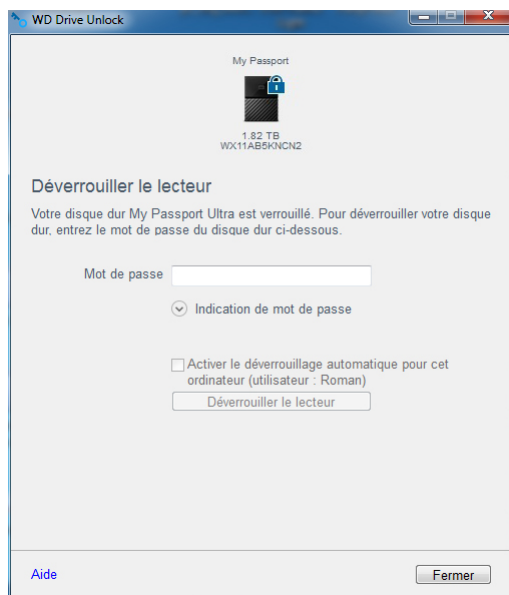 WD Drive Unlock
My Passport
1.82 TB
WX11AB5KNCN2
Déverrouiller le lecteur
Votre disque dur My Passport Ultra est verrouillé. Pour déverrouiller votre disque
dur, entrez le mot de passe du disque dur ci-dessous.
Mot de passe
Indication de mot de passe
Activer le déverrouillage automatique pour cet
ordinateur (utilisateur : Roman)
Déverrouiller le lecteur
Aide
Fermer